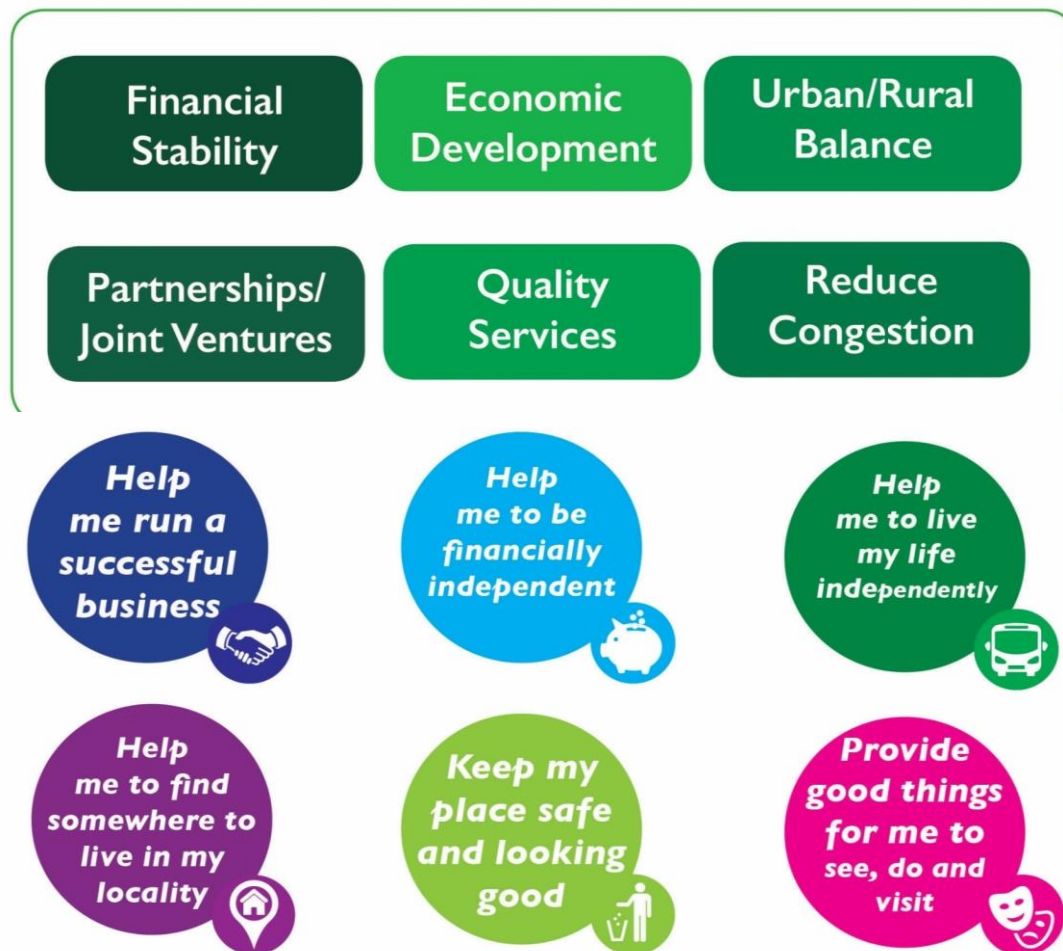 Financial
Stability
Economic
Development
Urban/Rural
Balance
Partnerships/
Joint Ventures
Quality
Services
Reduce
Congestion
Help
me run a
successful
business
Help
me to be
financially
independent
Help
me to live
my life
independently
Help
me to find
somewhere to
live in my
locality
Keep my
place safe
and looking
good
Provide
good things
for me to
see, do and
visit